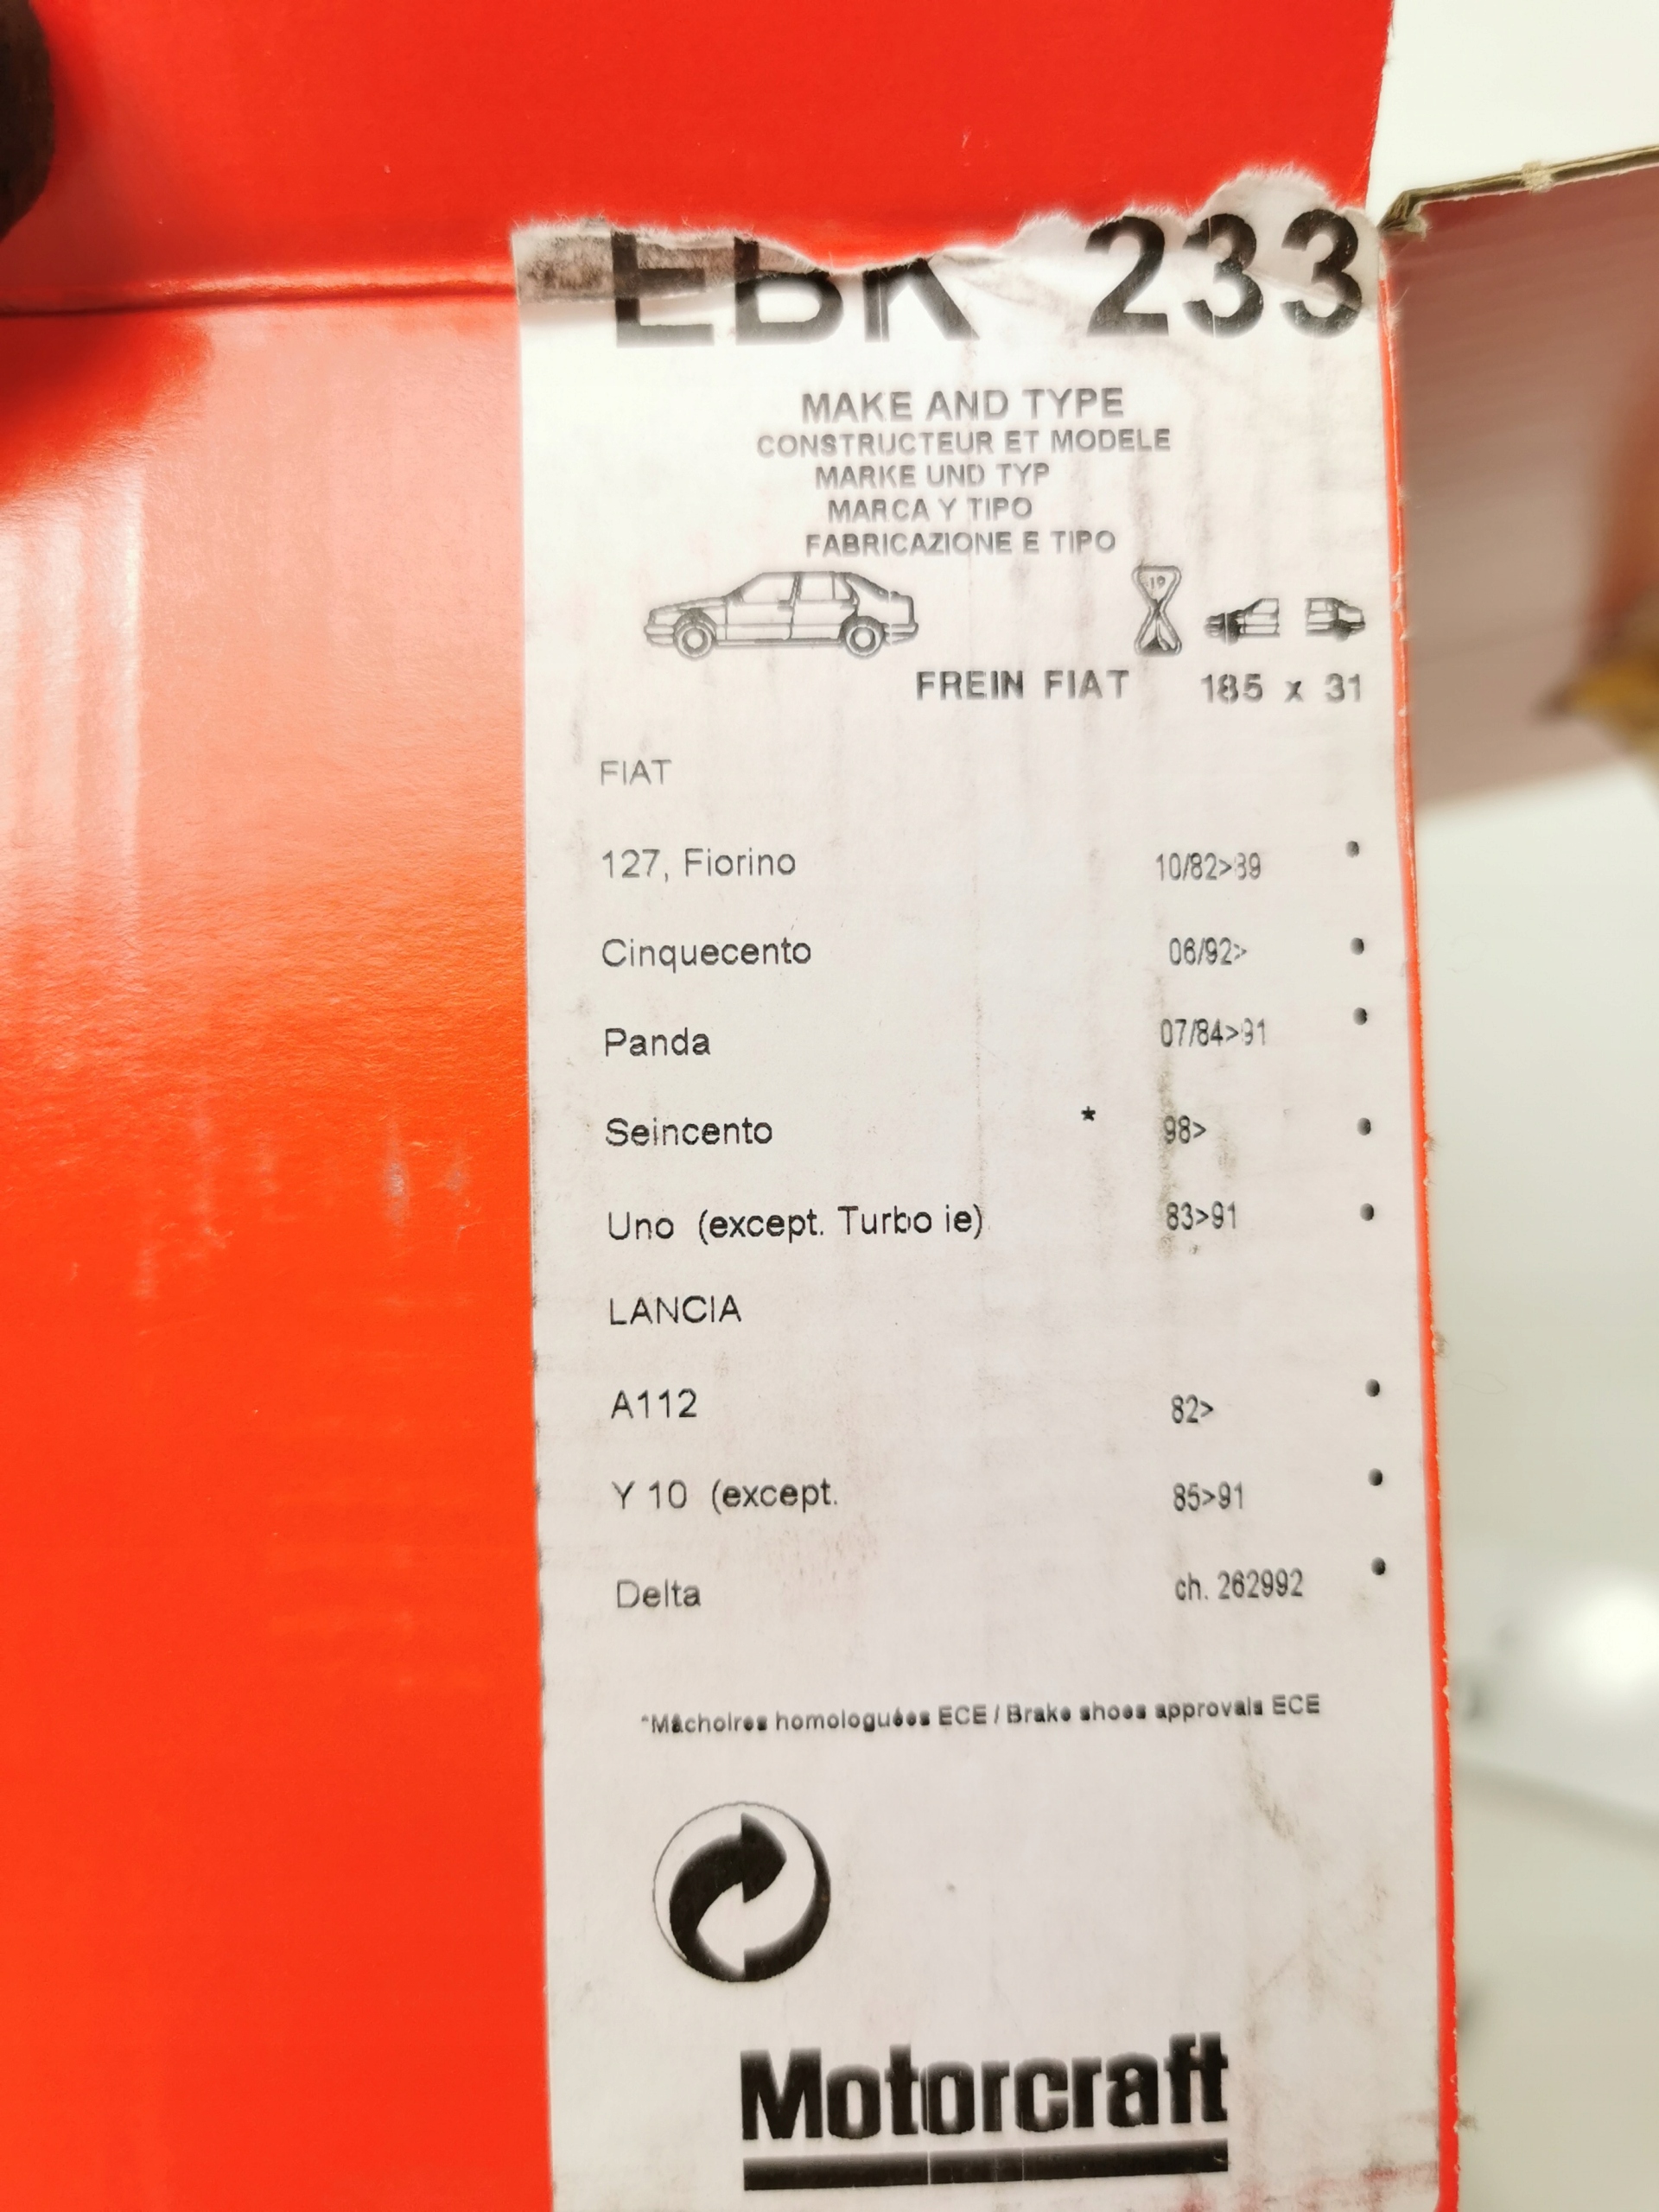 EBK 233
MAKE AND TYPE
CONSTRUCTEUR ET MODELE
MARKE UND TYP
MARCA Y TIPO
FABRICAZIONE E TIPO
FREIN FIAT 185 x 31
FIAT
127, Fiorino 10/82>89 •
Cinquecento 06/92> •
Panda 07/84>91 •
Seincento * 98> •
Uno (except. Turbo ie) 83>91 •
LANCIA
A112 82> •
Y 10 (except. 85>91 •
Delta ch. 262992 •
*Mâchoires homologuées ECE / Brake shoes approvals ECE
Motorcraft